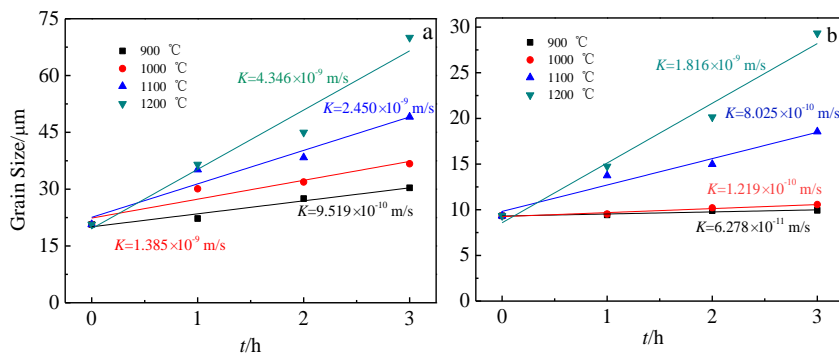 a
75
60
45
30
15
0
Grain Size/μm
900 ℃
1000 ℃
1100 ℃
1200 ℃
K=4.346×10⁻⁹ m/s
K=2.450×10⁻⁹ m/s
K=9.519×10⁻¹⁰ m/s
K=1.385×10⁻⁹ m/s
0 1 2 3
t/h
b
30
25
20
15
10
5
0
900 ℃
1000 ℃
1100 ℃
1200 ℃
K=1.816×10⁻⁹ m/s
K=8.025×10⁻¹⁰ m/s
K=1.219×10⁻¹⁰ m/s
K=6.278×10⁻¹¹ m/s
0 1 2 3
t/h